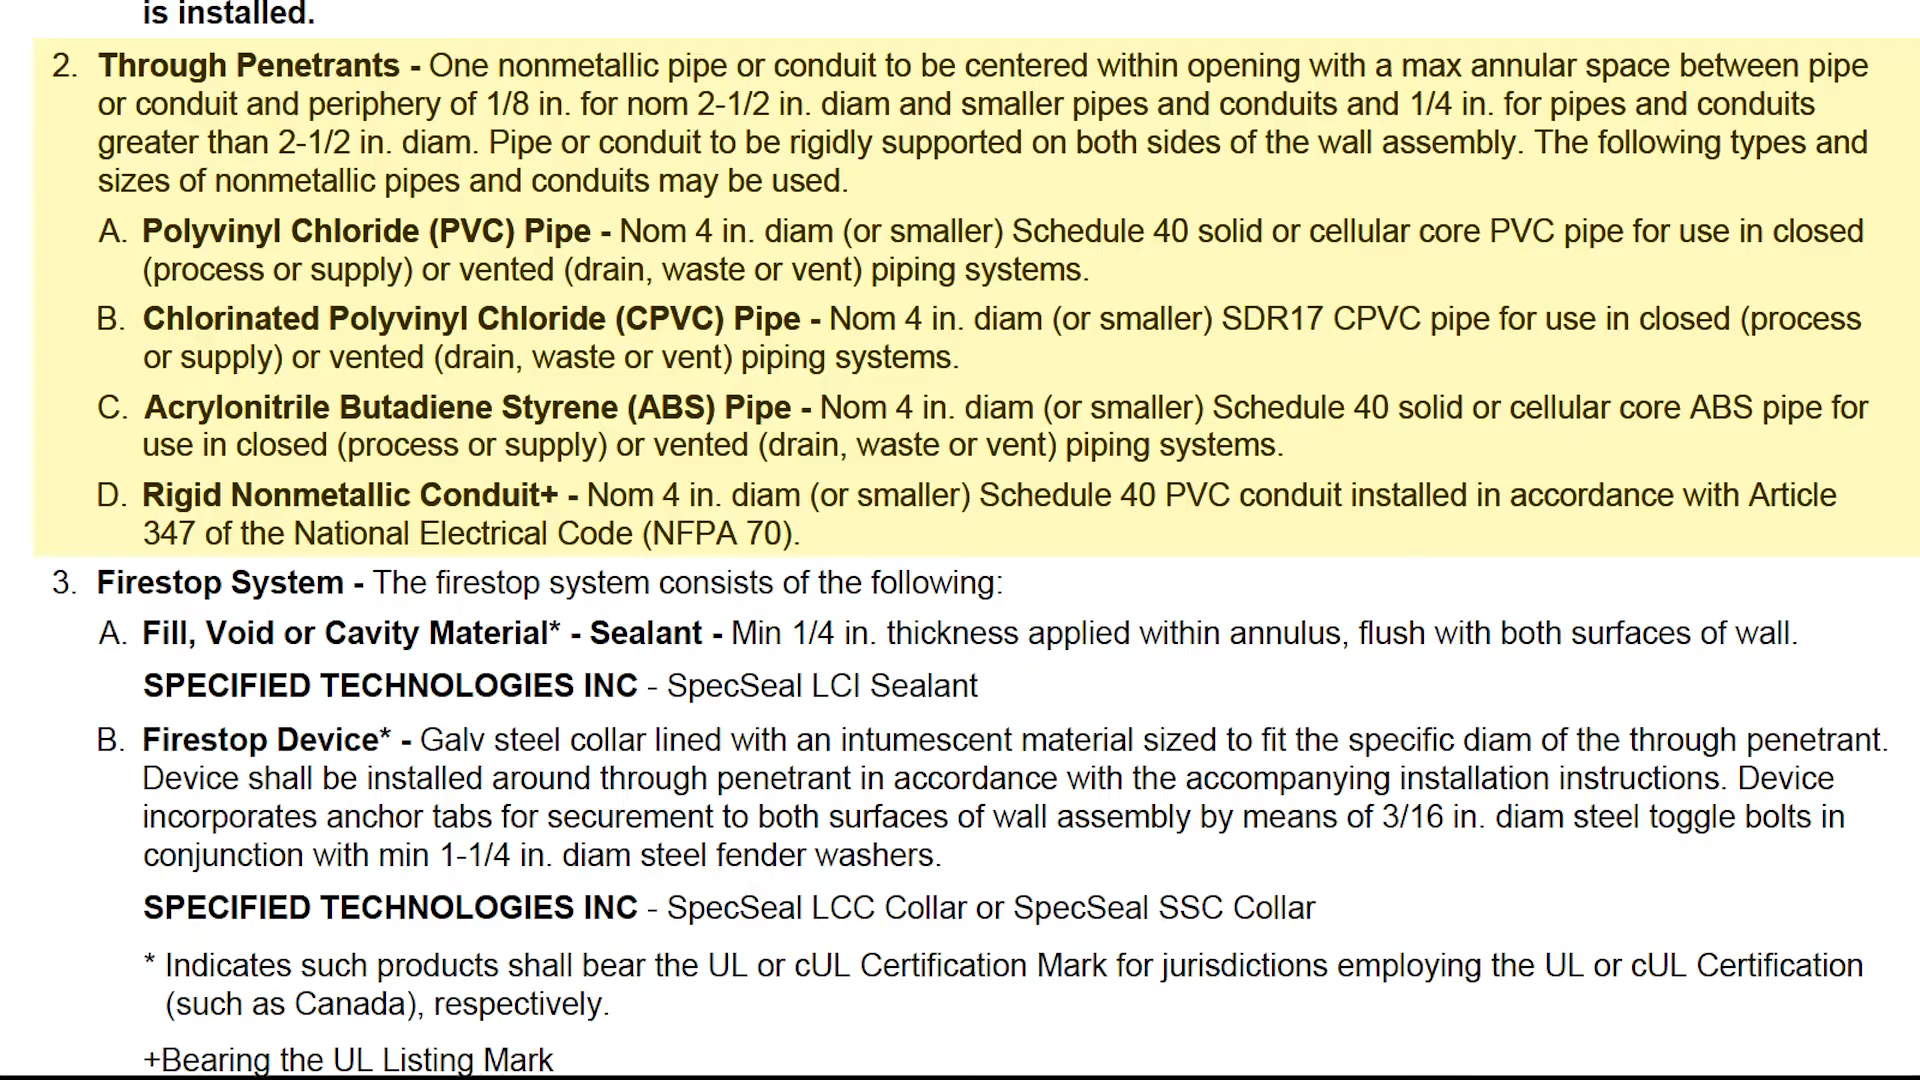 is installed.
2. Through Penetrants - One nonmetallic pipe or conduit to be centered within opening with a max annular space between pipe
or conduit and periphery of 1/8 in. for nom 2-1/2 in. diam and smaller pipes and conduits and 1/4 in. for pipes and conduits
greater than 2-1/2 in. diam. Pipe or conduit to be rigidly supported on both sides of the wall assembly. The following types and
sizes of nonmetallic pipes and conduits may be used.
A. Polyvinyl Chloride (PVC) Pipe - Nom 4 in. diam (or smaller) Schedule 40 solid or cellular core PVC pipe for use in closed
(process or supply) or vented (drain, waste or vent) piping systems.
B. Chlorinated Polyvinyl Chloride (CPVC) Pipe - Nom 4 in. diam (or smaller) SDR17 CPVC pipe for use in closed (process
or supply) or vented (drain, waste or vent) piping systems.
C. Acrylonitrile Butadiene Styrene (ABS) Pipe - Nom 4 in. diam (or smaller) Schedule 40 solid or cellular core ABS pipe for
use in closed (process or supply) or vented (drain, waste or vent) piping systems.
D. Rigid Nonmetallic Conduit+ - Nom 4 in. diam (or smaller) Schedule 40 PVC conduit installed in accordance with Article
347 of the National Electrical Code (NFPA 70).
3. Firestop System - The firestop system consists of the following:
A. Fill, Void or Cavity Material* - Sealant - Min 1/4 in. thickness applied within annulus, flush with both surfaces of wall.
SPECIFIED TECHNOLOGIES INC - SpecSeal LCI Sealant
B. Firestop Device* - Galv steel collar lined with an intumescent material sized to fit the specific diam of the through penetrant.
Device shall be installed around through penetrant in accordance with the accompanying installation instructions. Device
incorporates anchor tabs for securement to both surfaces of wall assembly by means of 3/16 in. diam steel toggle bolts in
conjunction with min 1-1/4 in. diam steel fender washers.
SPECIFIED TECHNOLOGIES INC - SpecSeal LCC Collar or SpecSeal SSC Collar
* Indicates such products shall bear the UL or cUL Certification Mark for jurisdictions employing the UL or cUL Certification
(such as Canada), respectively.
+Bearing the UL Listing Mark